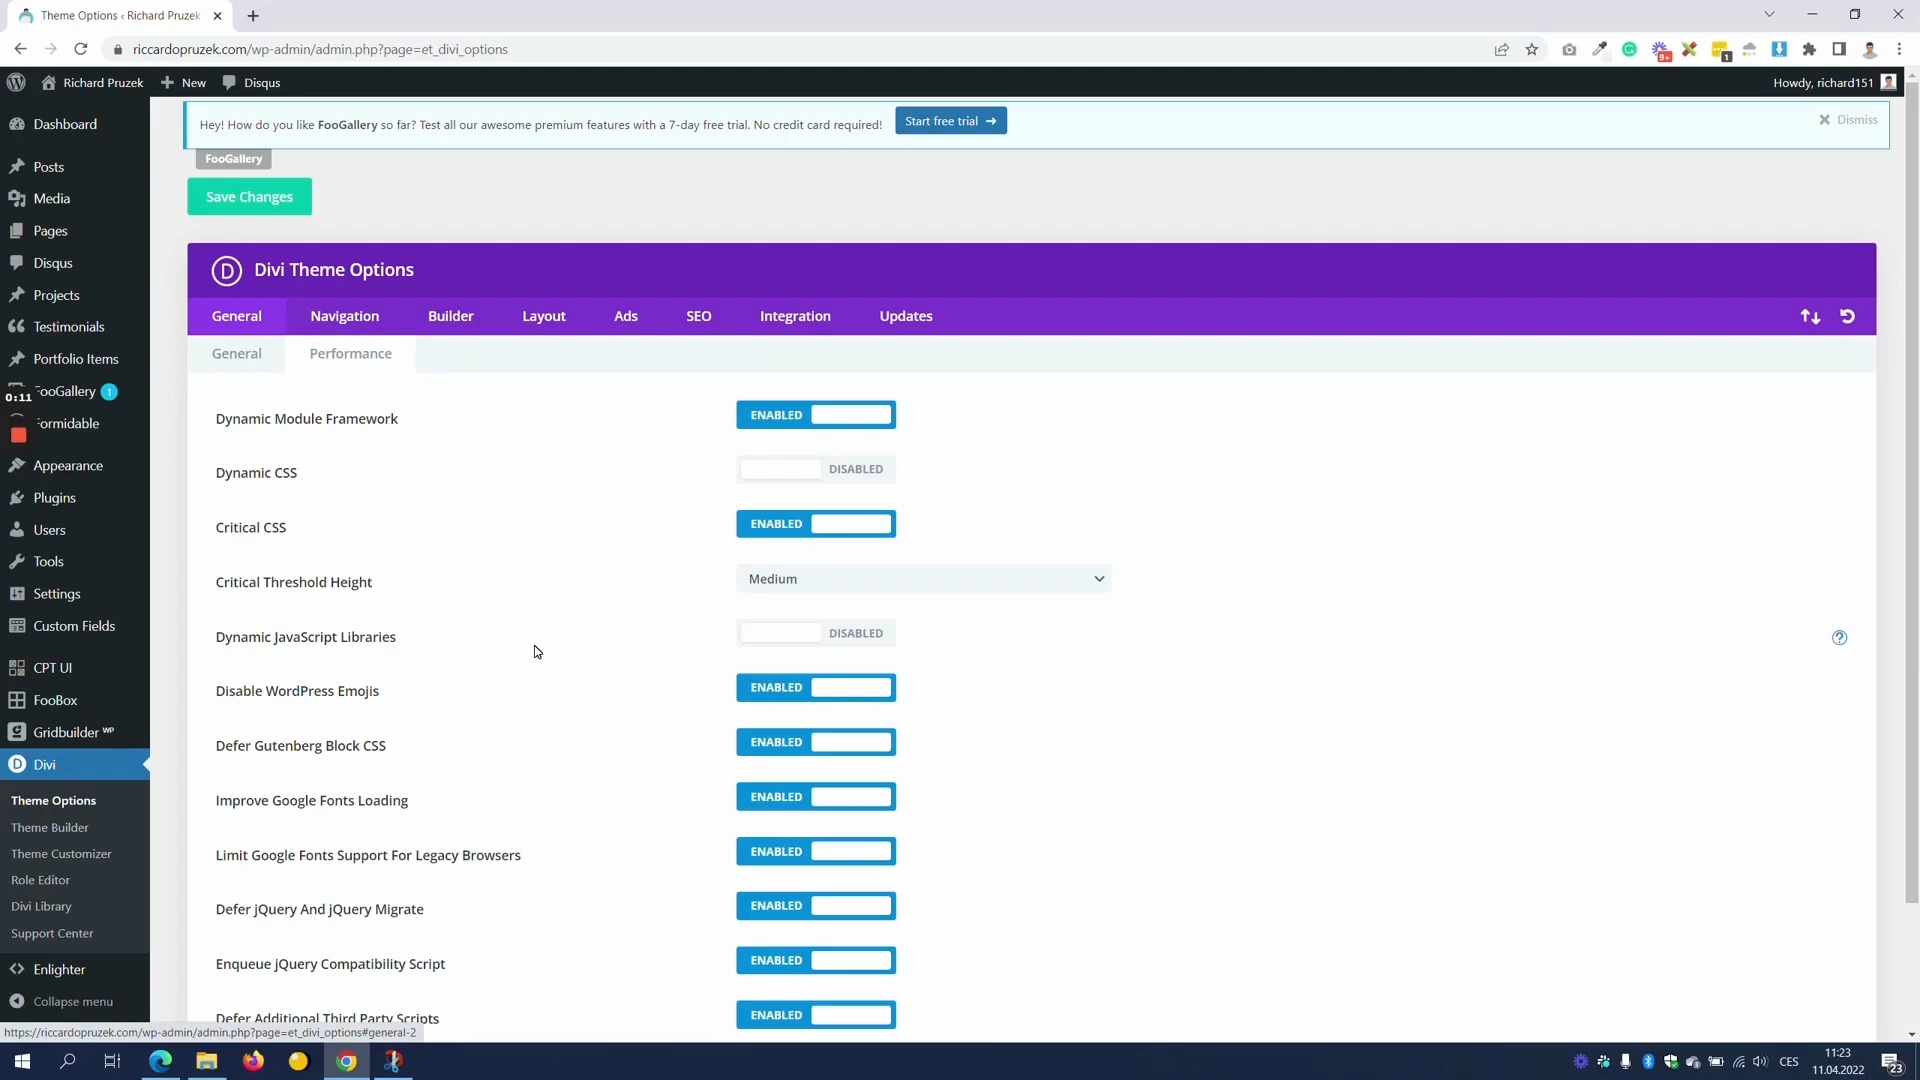 Theme Options ‹ Richard Pruzek
riccardopruzek.com/wp-admin/admin.php?page=et_divi_options
9+
1
Richard Pruzek
New
Disqus
Howdy, richard151
Dashboard
Posts
Media
Pages
Disqus
Projects
Testimonials
Portfolio Items
FooGallery 1
0:11
Formidable
Appearance
Plugins
Users
Tools
Settings
Custom Fields
CPT UI
FooBox
Gridbuilder ᵂᴾ
Divi
Theme Options
Theme Builder
Theme Customizer
Role Editor
Divi Library
Support Center
Enlighter
Collapse menu
Hey! How do you like FooGallery so far? Test all our awesome premium features with a 7-day free trial. No credit card required!
Start free trial →
Dismiss
FooGallery
Save Changes
D Divi Theme Options
General
Navigation
Builder
Layout
Ads
SEO
Integration
Updates
General
Performance
Dynamic Module Framework ENABLED
Dynamic CSS DISABLED
Critical CSS ENABLED
Critical Threshold Height Medium
Dynamic JavaScript Libraries DISABLED
?
Disable WordPress Emojis ENABLED
Defer Gutenberg Block CSS ENABLED
Improve Google Fonts Loading ENABLED
Limit Google Fonts Support For Legacy Browsers ENABLED
Defer jQuery And jQuery Migrate ENABLED
Enqueue jQuery Compatibility Script ENABLED
Defer Additional Third Party Scripts ENABLED
https://riccardopruzek.com/wp-admin/admin.php?page=et_divi_options#general-2
CES
11:23
11.04.2022
23